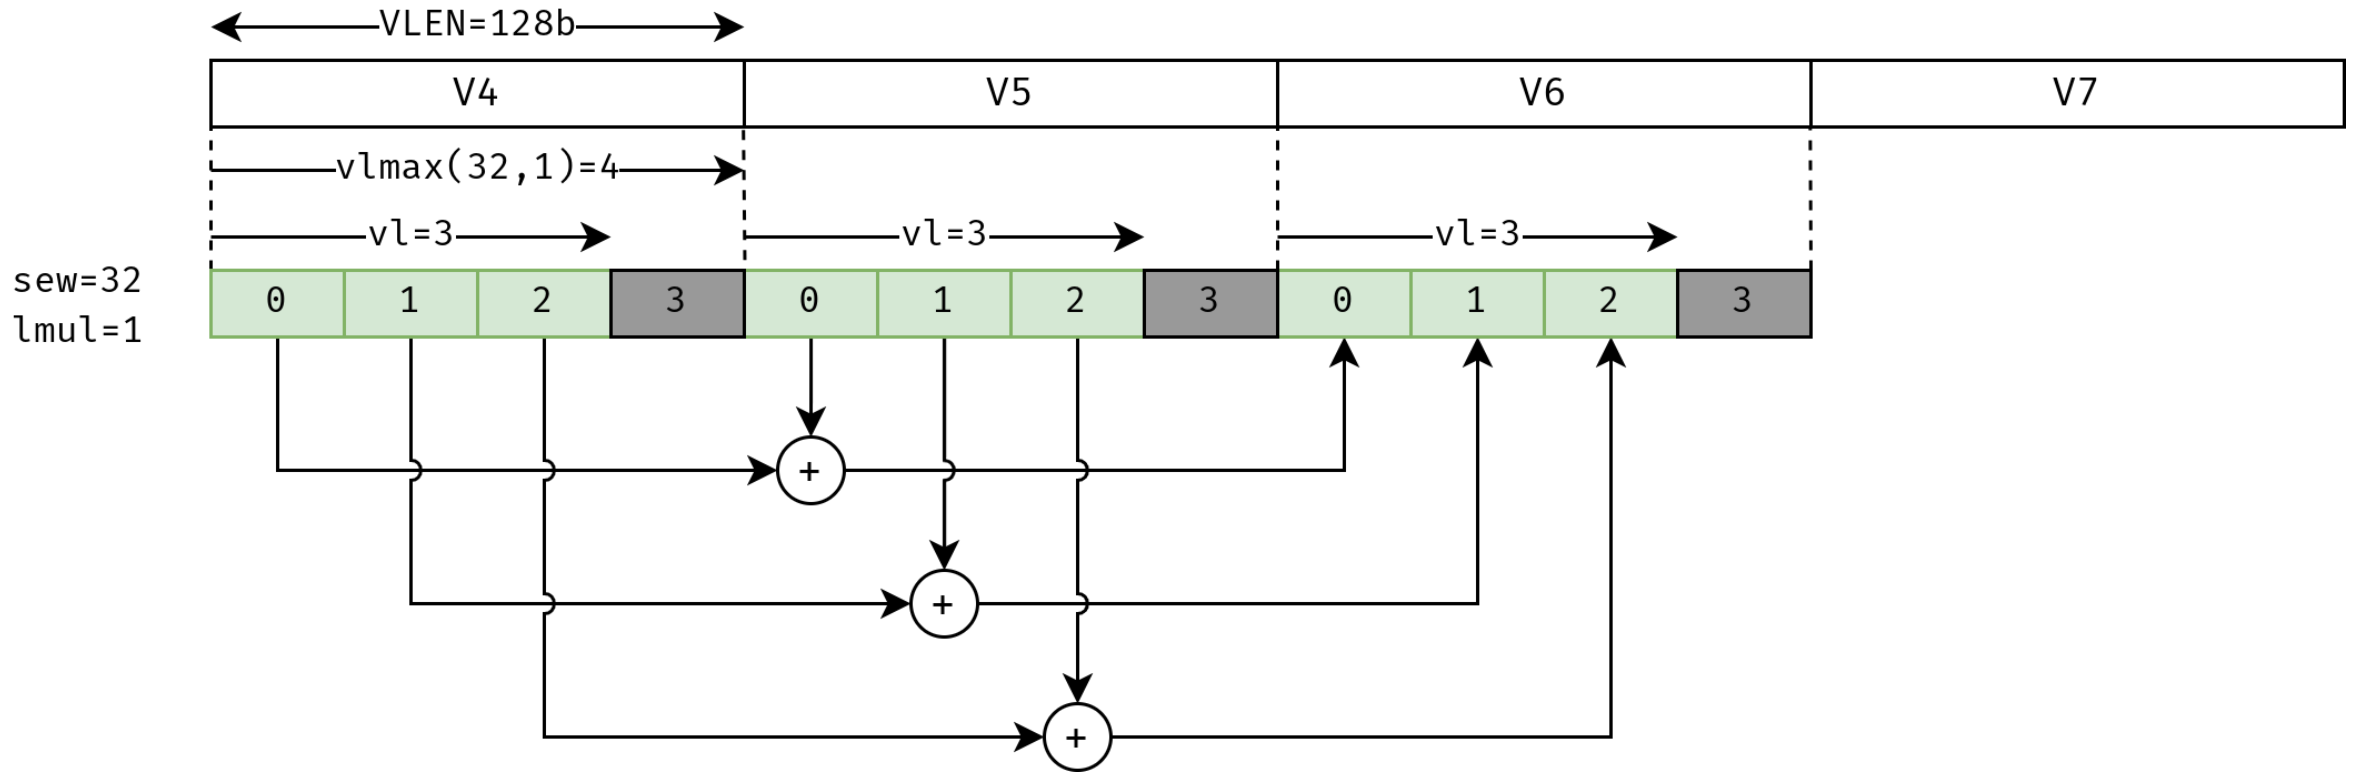 VLEN=128b
V4 V5 V6 V7
vlmax(32,1)=4
vl=3 vl=3 vl=3
sew=32
lmul=1
0 1 2 3 0 1 2 3 0 1 2 3
+
+
+